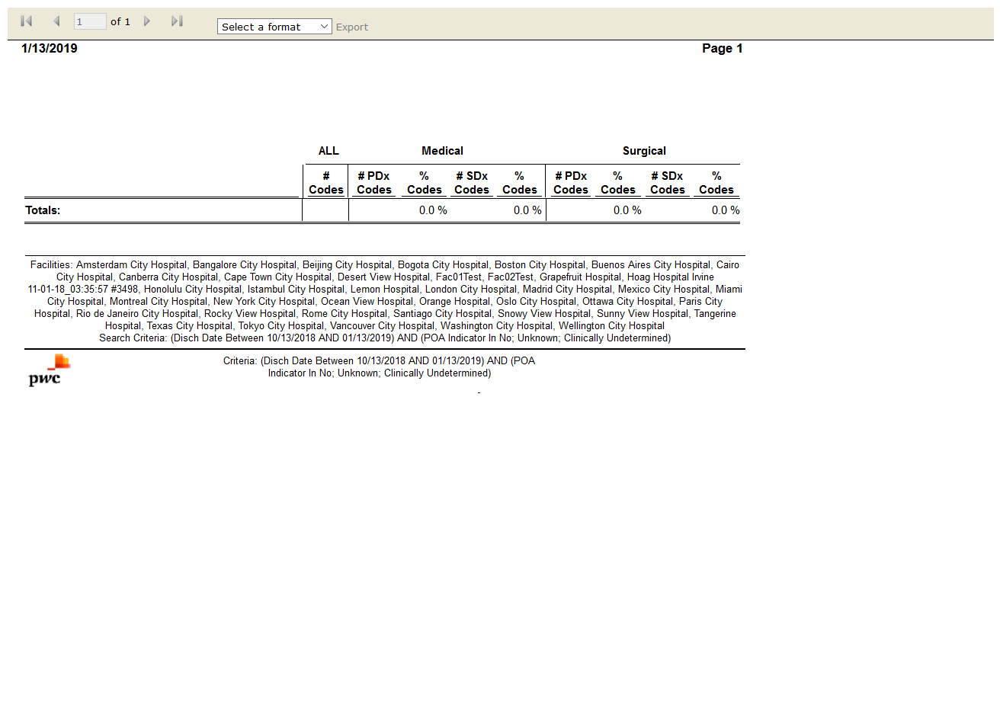 1 of 1 Select a format Export
1/13/2019 Page 1
ALL Medical Surgical
# # PDx % # SDx % # PDx % # SDx %
Codes Codes Codes Codes Codes Codes Codes Codes Codes
Totals: 0.0 % 0.0 % 0.0 % 0.0 %
Facilities: Amsterdam City Hospital, Bangalore City Hospital, Beijing City Hospital, Bogota City Hospital, Boston City Hospital, Buenos Aires City Hospital, Cairo
City Hospital, Canberra City Hospital, Cape Town City Hospital, Desert View Hospital, Fac01Test, Fac02Test, Grapefruit Hospital, Hoag Hospital Irvine
11-01-18_03:35:57 #3498, Honolulu City Hospital, Istambul City Hospital, Lemon Hospital, London City Hospital, Madrid City Hospital, Mexico City Hospital, Miami
City Hospital, Montreal City Hospital, New York City Hospital, Ocean View Hospital, Orange Hospital, Oslo City Hospital, Ottawa City Hospital, Paris City
Hospital, Rio de Janeiro City Hospital, Rocky View Hospital, Rome City Hospital, Santiago City Hospital, Snowy View Hospital, Sunny View Hospital, Tangerine
Hospital, Texas City Hospital, Tokyo City Hospital, Vancouver City Hospital, Washington City Hospital, Wellington City Hospital
Search Criteria: (Disch Date Between 10/13/2018 AND 01/13/2019) AND (POA Indicator In No; Unknown; Clinically Undetermined)
Criteria: (Disch Date Between 10/13/2018 AND 01/13/2019) AND (POA
Indicator In No; Unknown; Clinically Undetermined)
pwc
-